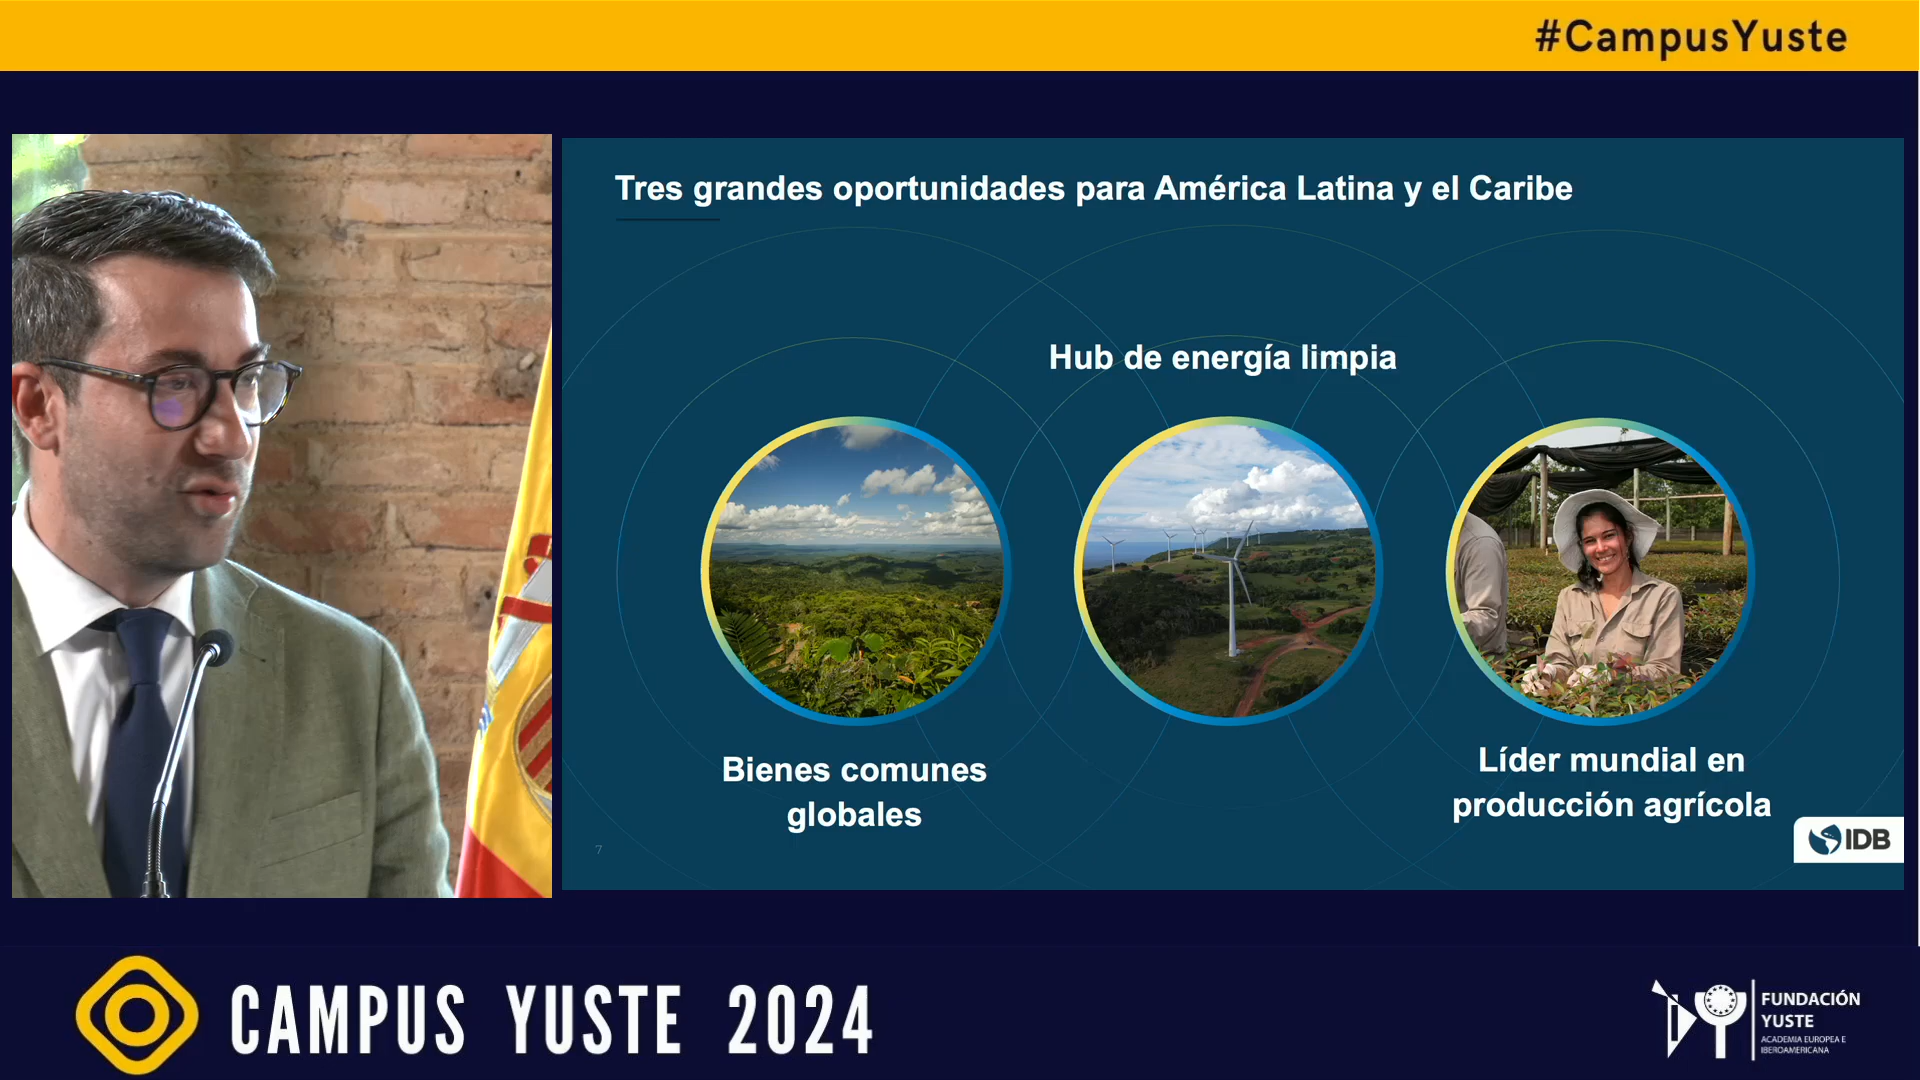 #CampusYuste
Tres grandes oportunidades para América Latina y el Caribe
Hub de energía limpia
Bienes comunes
globales
Líder mundial en
producción agrícola
7
IDB
CAMPUS YUSTE 2024
FUNDACIÓN
YUSTE
ACADEMIA EUROPEA E
IBEROAMERICANA